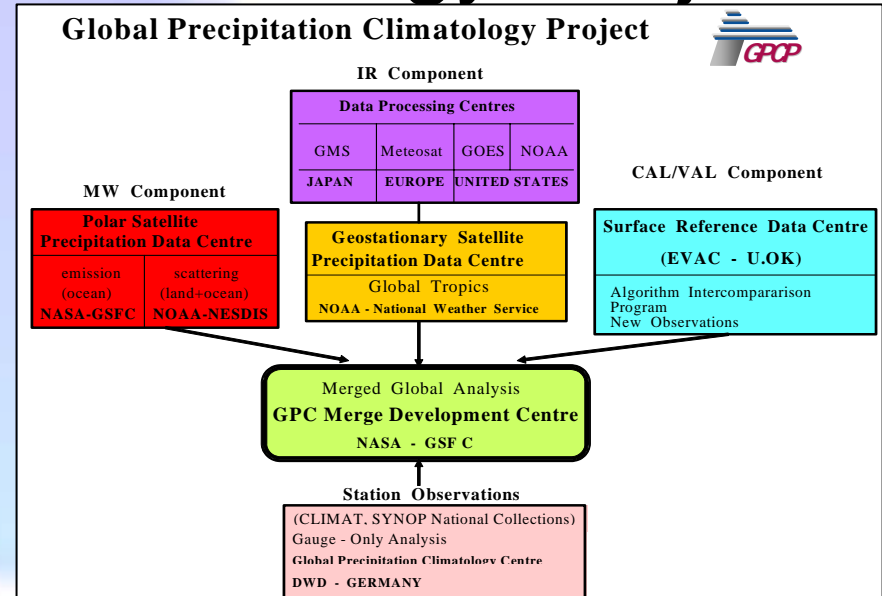 Global Precipitation Climatology Project
GPCP
IR Component
Data Processing Centres
GMS Meteosat GOES NOAA
JAPAN EUROPE UNITED STATES
MW Component
Polar Satellite
Precipitation Data Centre
emission scattering
(ocean) (land+ocean)
NASA-GSFC NOAA-NESDIS
Geostationary Satellite
Precipitation Data Centre
Global Tropics
NOAA - National Weather Service
CAL/VAL Component
Surface Reference Data Centre
(EVAC - U.OK)
Algorithm Intercompararison
Program
New Observations
Merged Global Analysis
GPC Merge Development Centre
NASA - GSF C
Station Observations
(CLIMAT, SYNOP National Collections)
Gauge - Only Analysis
Global Precipitation Climatology Centre
DWD - GERMANY